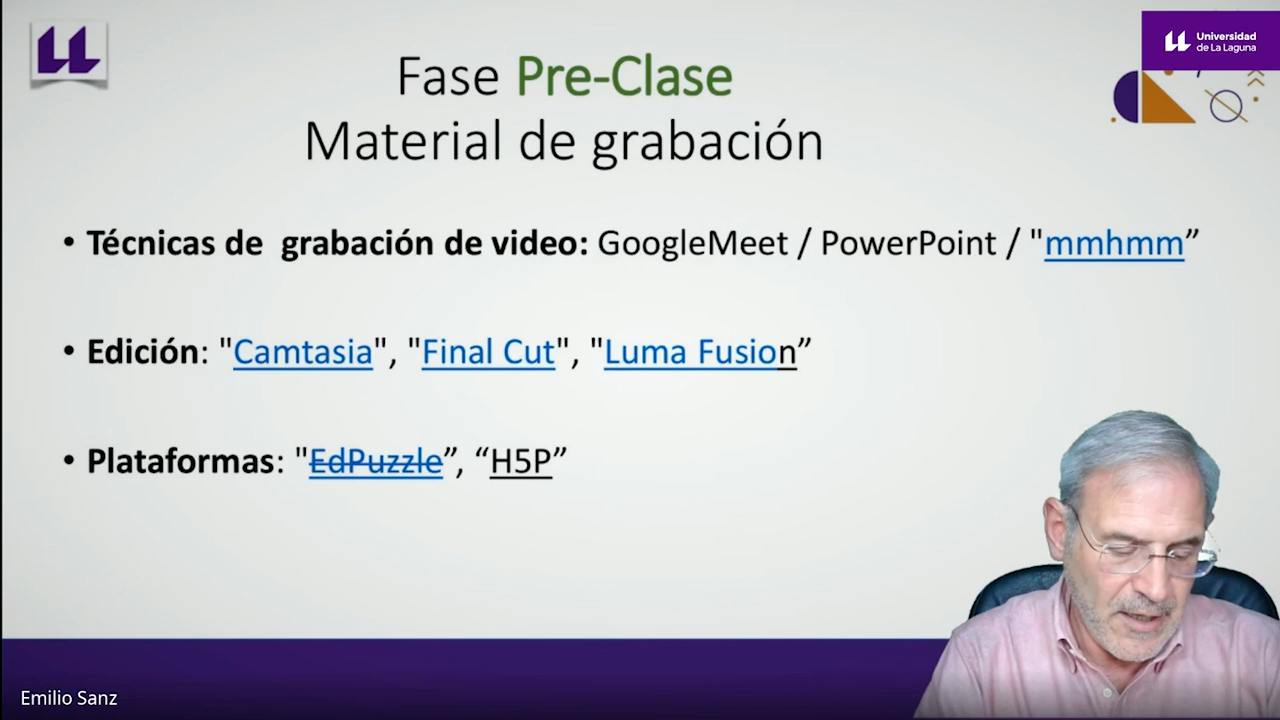 Universidad
de La Laguna
Fase Pre-Clase
Material de grabación
• Técnicas de grabación de video: GoogleMeet / PowerPoint / "mmhmm”
• Edición: "Camtasia", "Final Cut", "Luma Fusion”
• Plataformas: "EdPuzzle”, “H5P”
Emilio Sanz